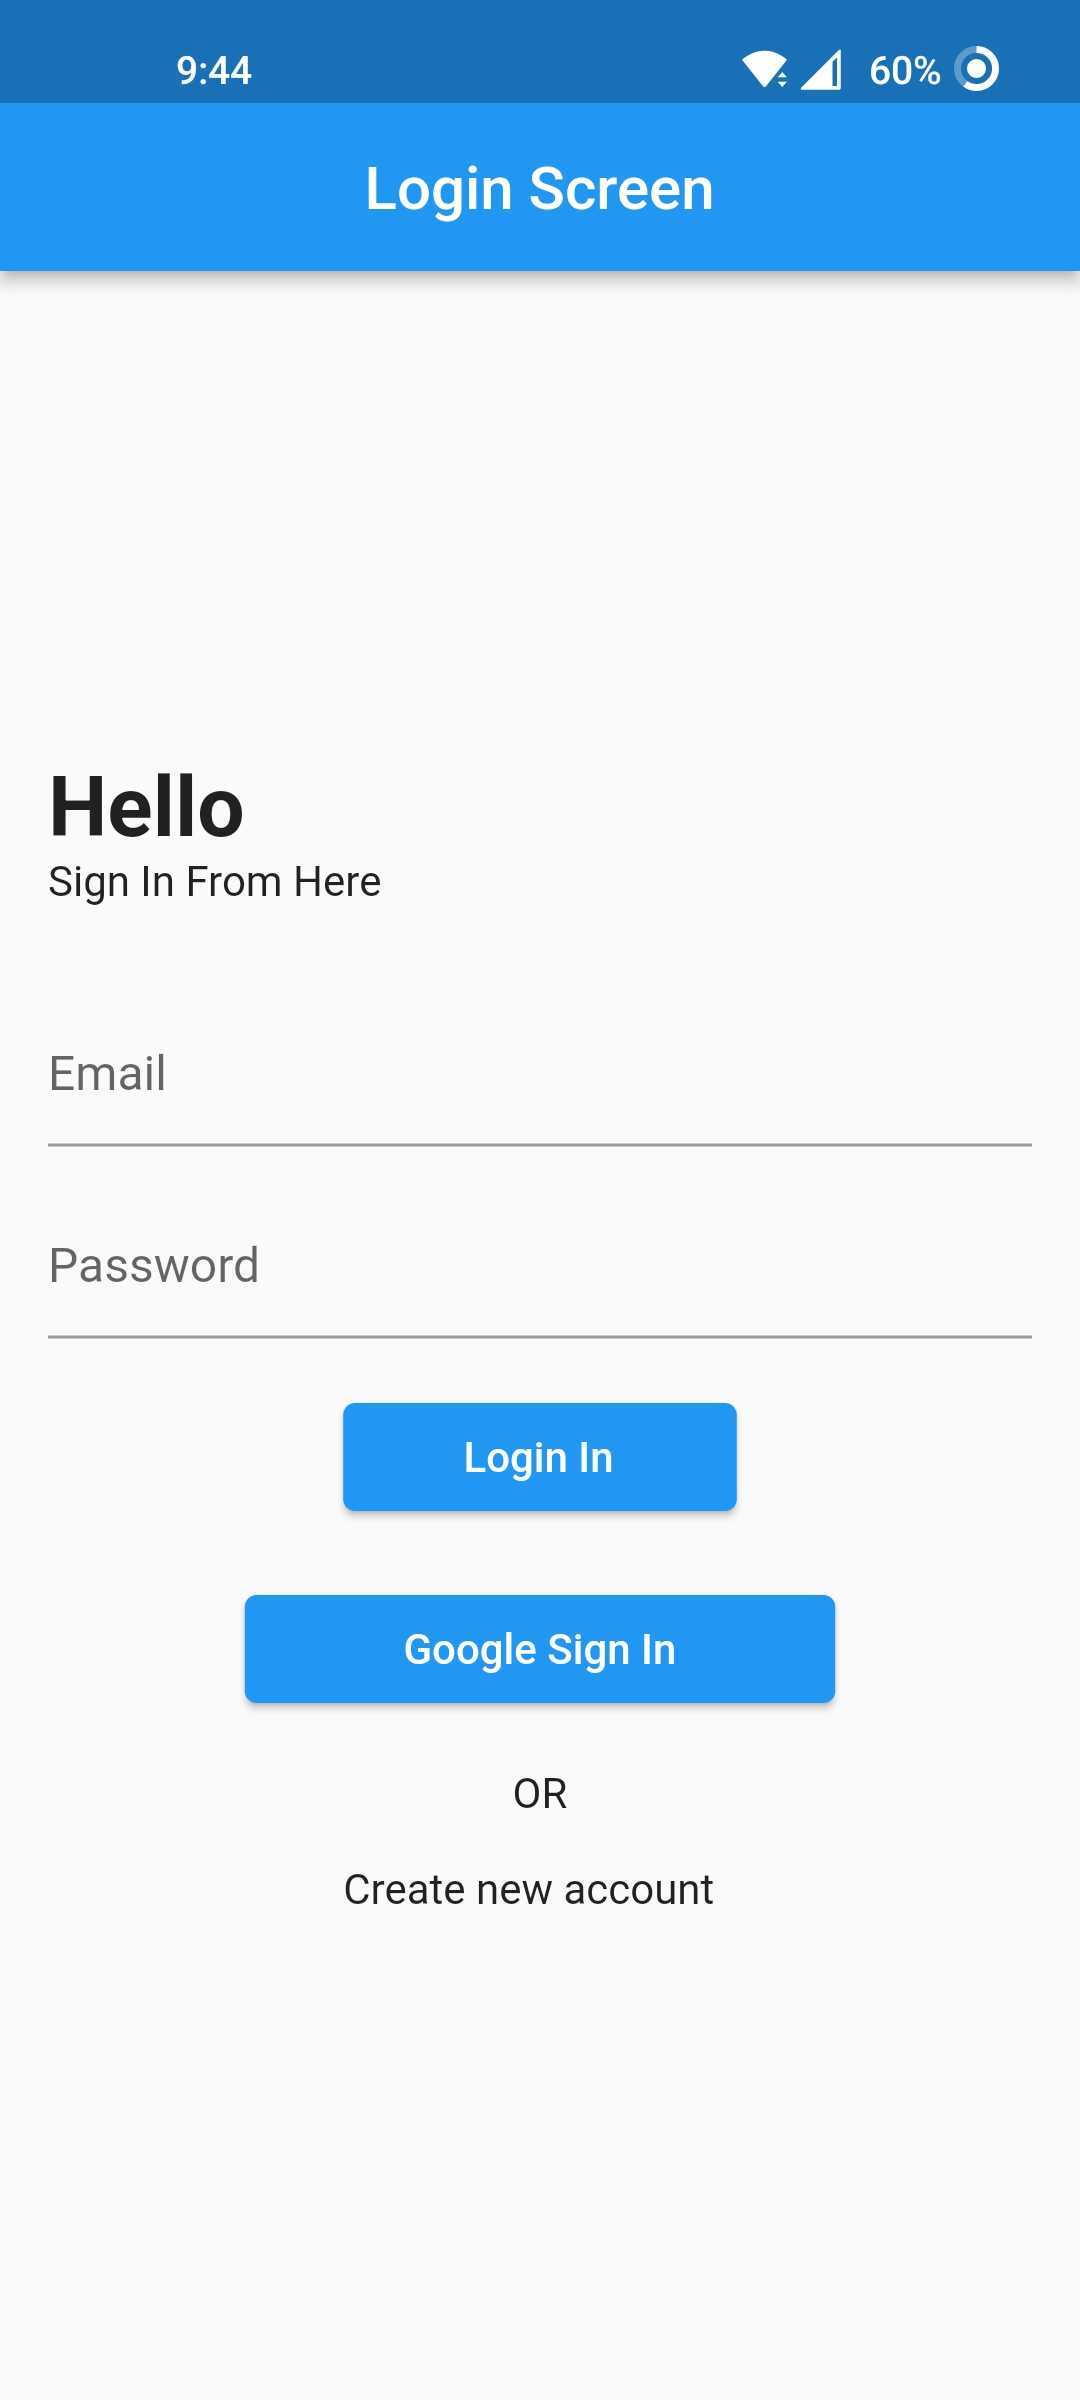 9:44 60%
Login Screen
Hello
Sign In From Here
Email
Password
Login In
Google Sign In
OR
Create new account